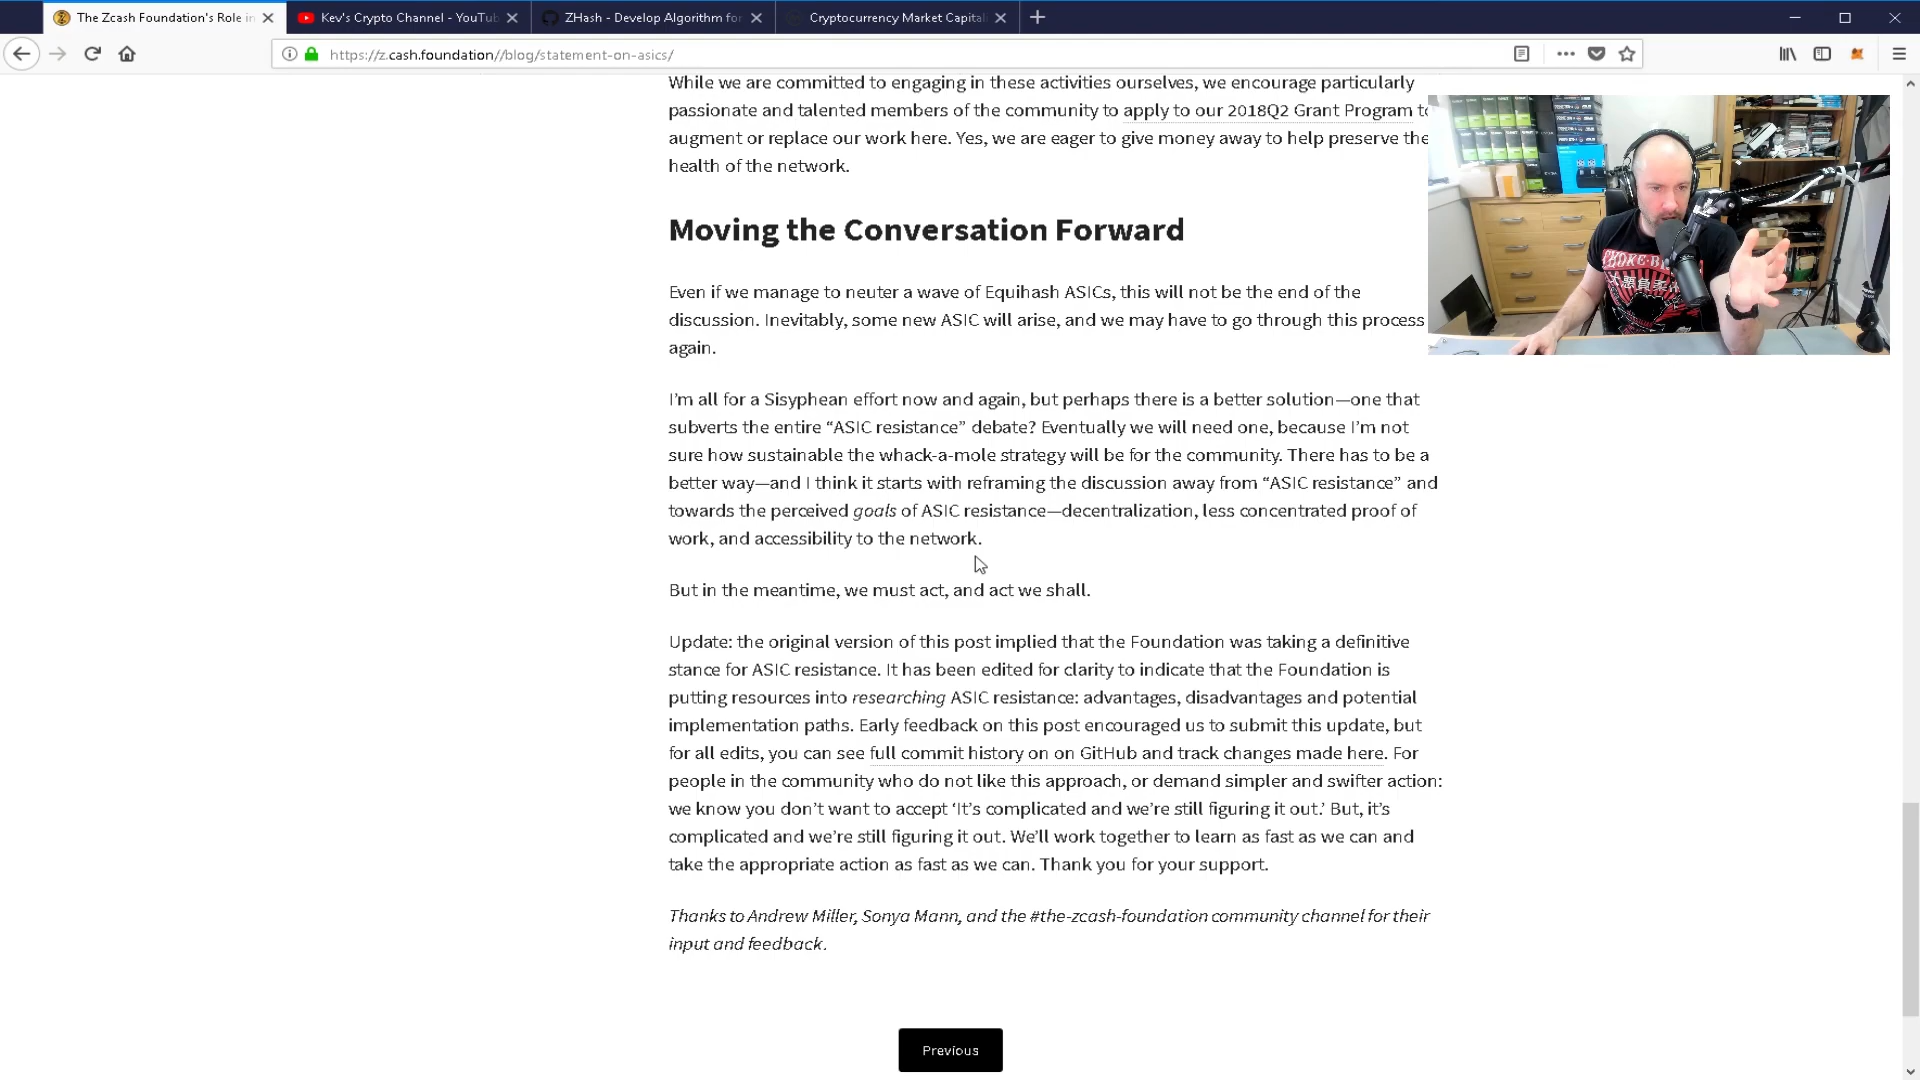 The Zcash Foundation's Role in
Kev's Crypto Channel - YouTub
ZHash - Develop Algorithm for
Cryptocurrency Market Capital
https://z.cash.foundation//blog/statement-on-asics/
While we are committed to engaging in these activities ourselves, we encourage particularly
passionate and talented members of the community to apply to our 2018Q2 Grant Program to
augment or replace our work here. Yes, we are eager to give money away to help preserve the
health of the network.
Moving the Conversation Forward
Even if we manage to neuter a wave of Equihash ASICs, this will not be the end of the
discussion. Inevitably, some new ASIC will arise, and we may have to go through this process
again.
I'm all for a Sisyphean effort now and again, but perhaps there is a better solution—one that
subverts the entire “ASIC resistance” debate? Eventually we will need one, because I'm not
sure how sustainable the whack-a-mole strategy will be for the community. There has to be a
better way—and I think it starts with reframing the discussion away from “ASIC resistance” and
towards the perceived goals of ASIC resistance—decentralization, less concentrated proof of
work, and accessibility to the network.
But in the meantime, we must act, and act we shall.
Update: the original version of this post implied that the Foundation was taking a definitive
stance for ASIC resistance. It has been edited for clarity to indicate that the Foundation is
putting resources into researching ASIC resistance: advantages, disadvantages and potential
implementation paths. Early feedback on this post encouraged us to submit this update, but
for all edits, you can see full commit history on on GitHub and track changes made here. For
people in the community who do not like this approach, or demand simpler and swifter action:
we know you don't want to accept ‘It's complicated and we're still figuring it out.’ But, it's
complicated and we're still figuring it out. We'll work together to learn as fast as we can and
take the appropriate action as fast as we can. Thank you for your support.
Thanks to Andrew Miller, Sonya Mann, and the #the-zcash-foundation community channel for their
input and feedback.
Previous